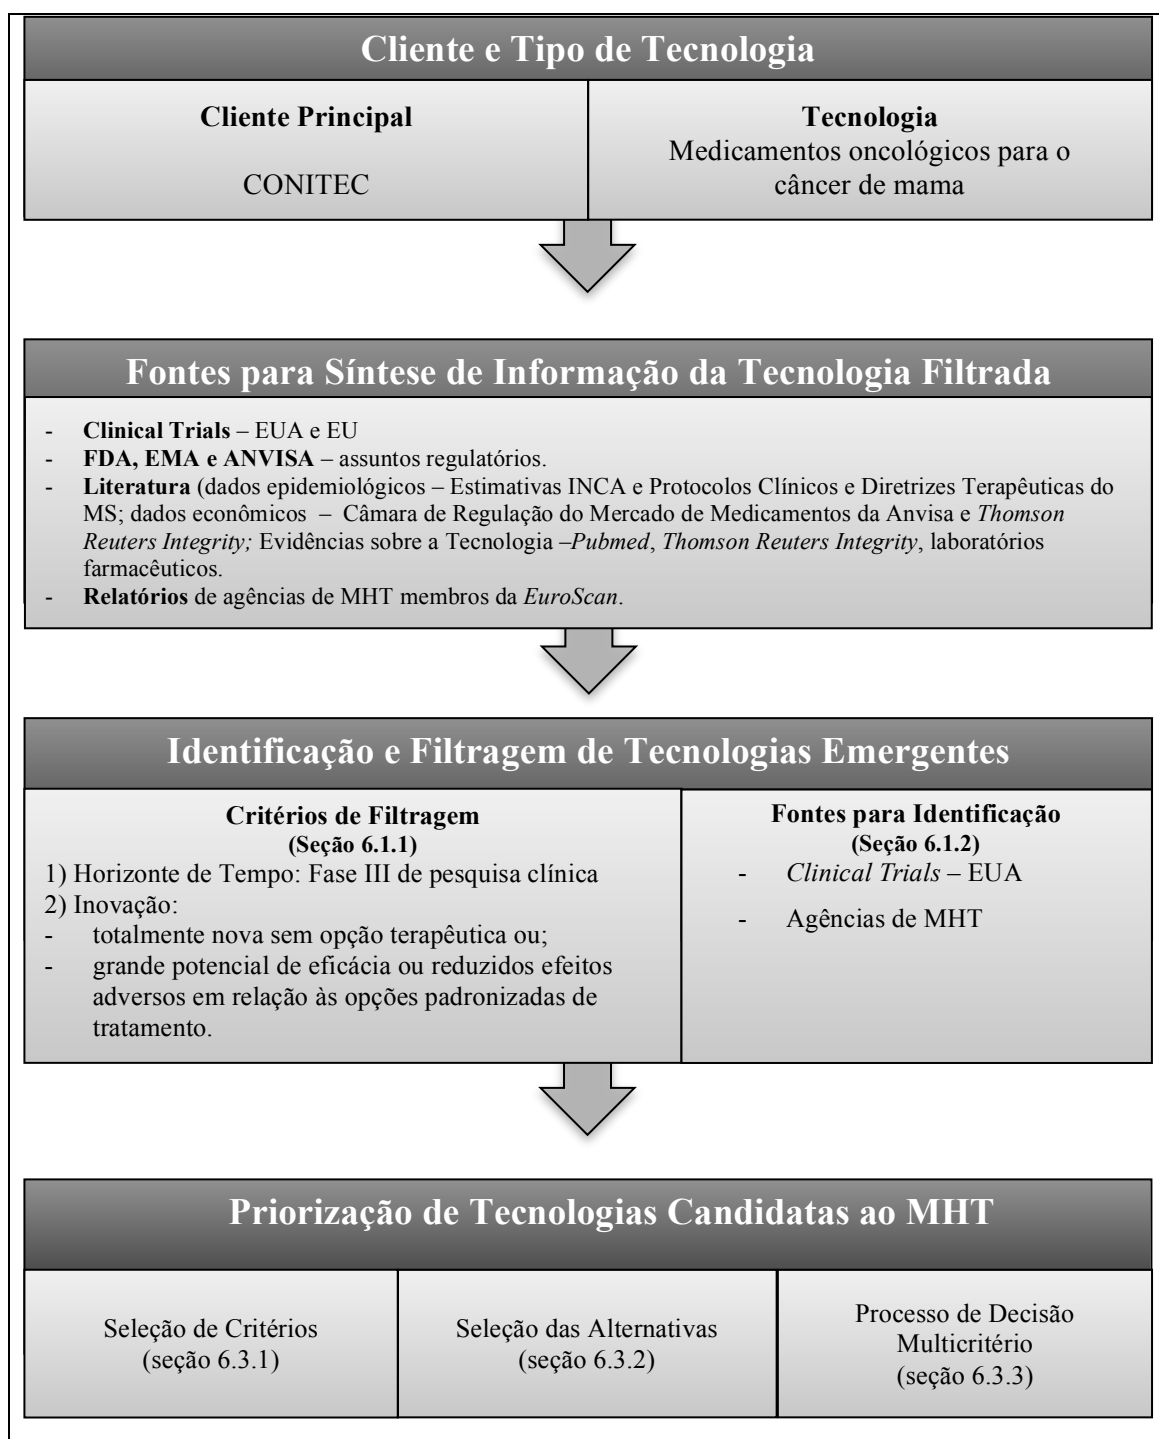 Cliente e Tipo de Tecnologia
Cliente Principal
CONITEC
Tecnologia
Medicamentos oncológicos para o
câncer de mama
Fontes para Síntese de Informação da Tecnologia Filtrada
- Clinical Trials – EUA e EU
- FDA, EMA e ANVISA – assuntos regulatórios.
- Literatura (dados epidemiológicos – Estimativas INCA e Protocolos Clínicos e Diretrizes Terapêuticas do
MS; dados econômicos – Câmara de Regulação do Mercado de Medicamentos da Anvisa e Thomson
Reuters Integrity; Evidências sobre a Tecnologia –Pubmed, Thomson Reuters Integrity, laboratórios
farmacêuticos.
- Relatórios de agências de MHT membros da EuroScan.
Identificação e Filtragem de Tecnologias Emergentes
Critérios de Filtragem
(Seção 6.1.1)
1) Horizonte de Tempo: Fase III de pesquisa clínica
2) Inovação:
- totalmente nova sem opção terapêutica ou;
- grande potencial de eficácia ou reduzidos efeitos
adversos em relação às opções padronizadas de
tratamento.
Fontes para Identificação
(Seção 6.1.2)
- Clinical Trials – EUA
- Agências de MHT
Priorização de Tecnologias Candidatas ao MHT
Seleção de Critérios
(seção 6.3.1)
Seleção das Alternativas
(seção 6.3.2)
Processo de Decisão
Multicritério
(seção 6.3.3)